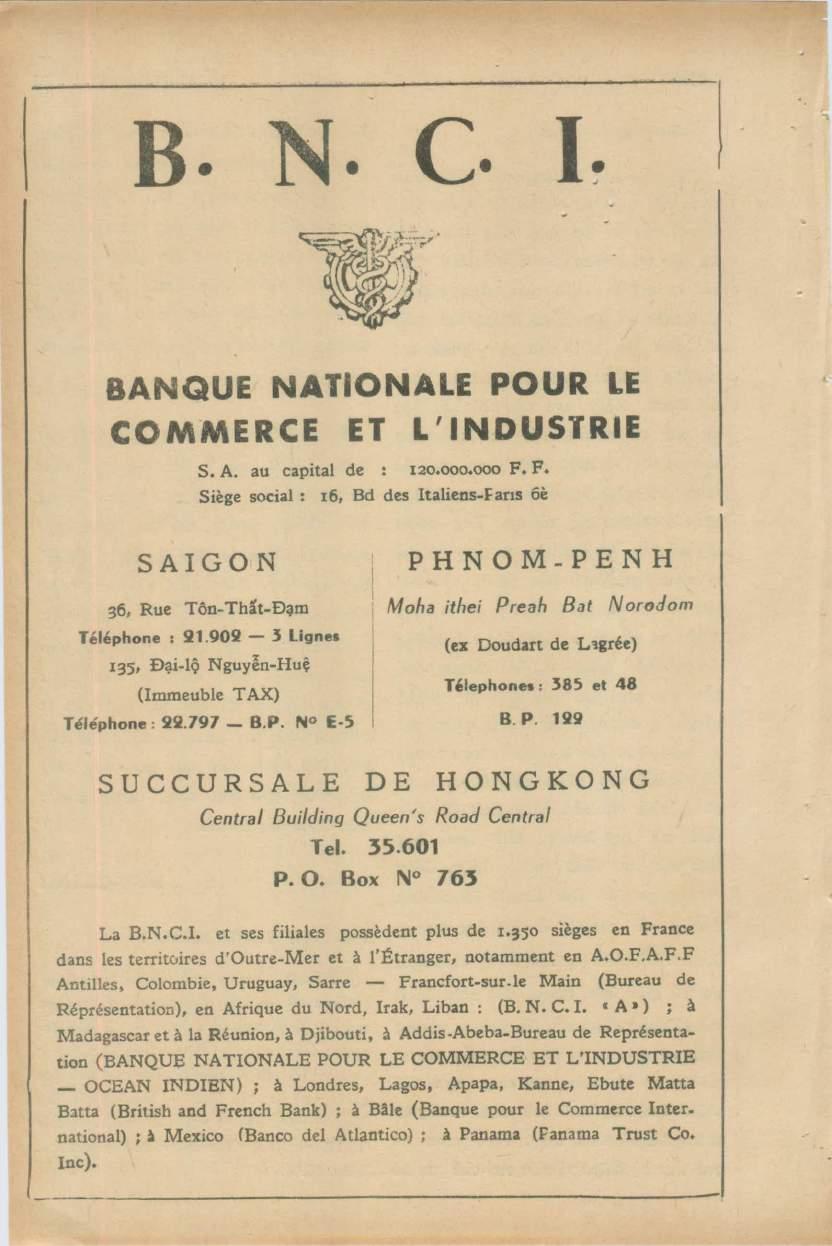 B. N. C. I.
BANQUE NATIONALE POUR LE
COMMERCE ET L'INDUSTRIE
S. A. au capital de : 120.000.000 F. F.
Siège social : 16, Bd des Italiens-Paris 6è
SAIGON
36, Rue Tôn-Thất-Đạm
Téléphone : 21.902 — 3 Lignes
135, Đại-lộ Nguyễn-Huệ
(Immeuble TAX)
Téléphone : 22.797 — B.P. Nº E-5
PHNOM-PENH
Moha ithei Preah Bat Norodom
(ex Doudart de Lagrée)
Télephones : 385 et 48
B. P. 122
SUCCURSALE DE HONGKONG
Central Building Queen's Road Central
Tel. 35.601
P. O. Box Nº 763
La B.N.C.I. et ses filiales possèdent plus de 1.350 sièges en France
dans les territoires d'Outre-Mer et à l'Étranger, notamment en A.O.F.A.F.F
Antilles, Colombie, Uruguay, Sarre — Francfort-sur-le Main (Bureau de
Réprésentation), en Afrique du Nord, Irak, Liban : (B. N. C. I. « A ») ; à
Madagascar et à la Réunion, à Djibouti, à Addis-Abeba-Bureau de Représenta-
tion (BANQUE NATIONALE POUR LE COMMERCE ET L'INDUSTRIE
— OCEAN INDIEN) ; à Londres, Lagos, Apapa, Kanne, Ebute Matta
Batta (British and French Bank) ; à Bâle (Banque pour le Commerce Inter-
national) ; à Mexico (Banco del Atlantico) ; à Panama (Panama Trust Co.
Inc).